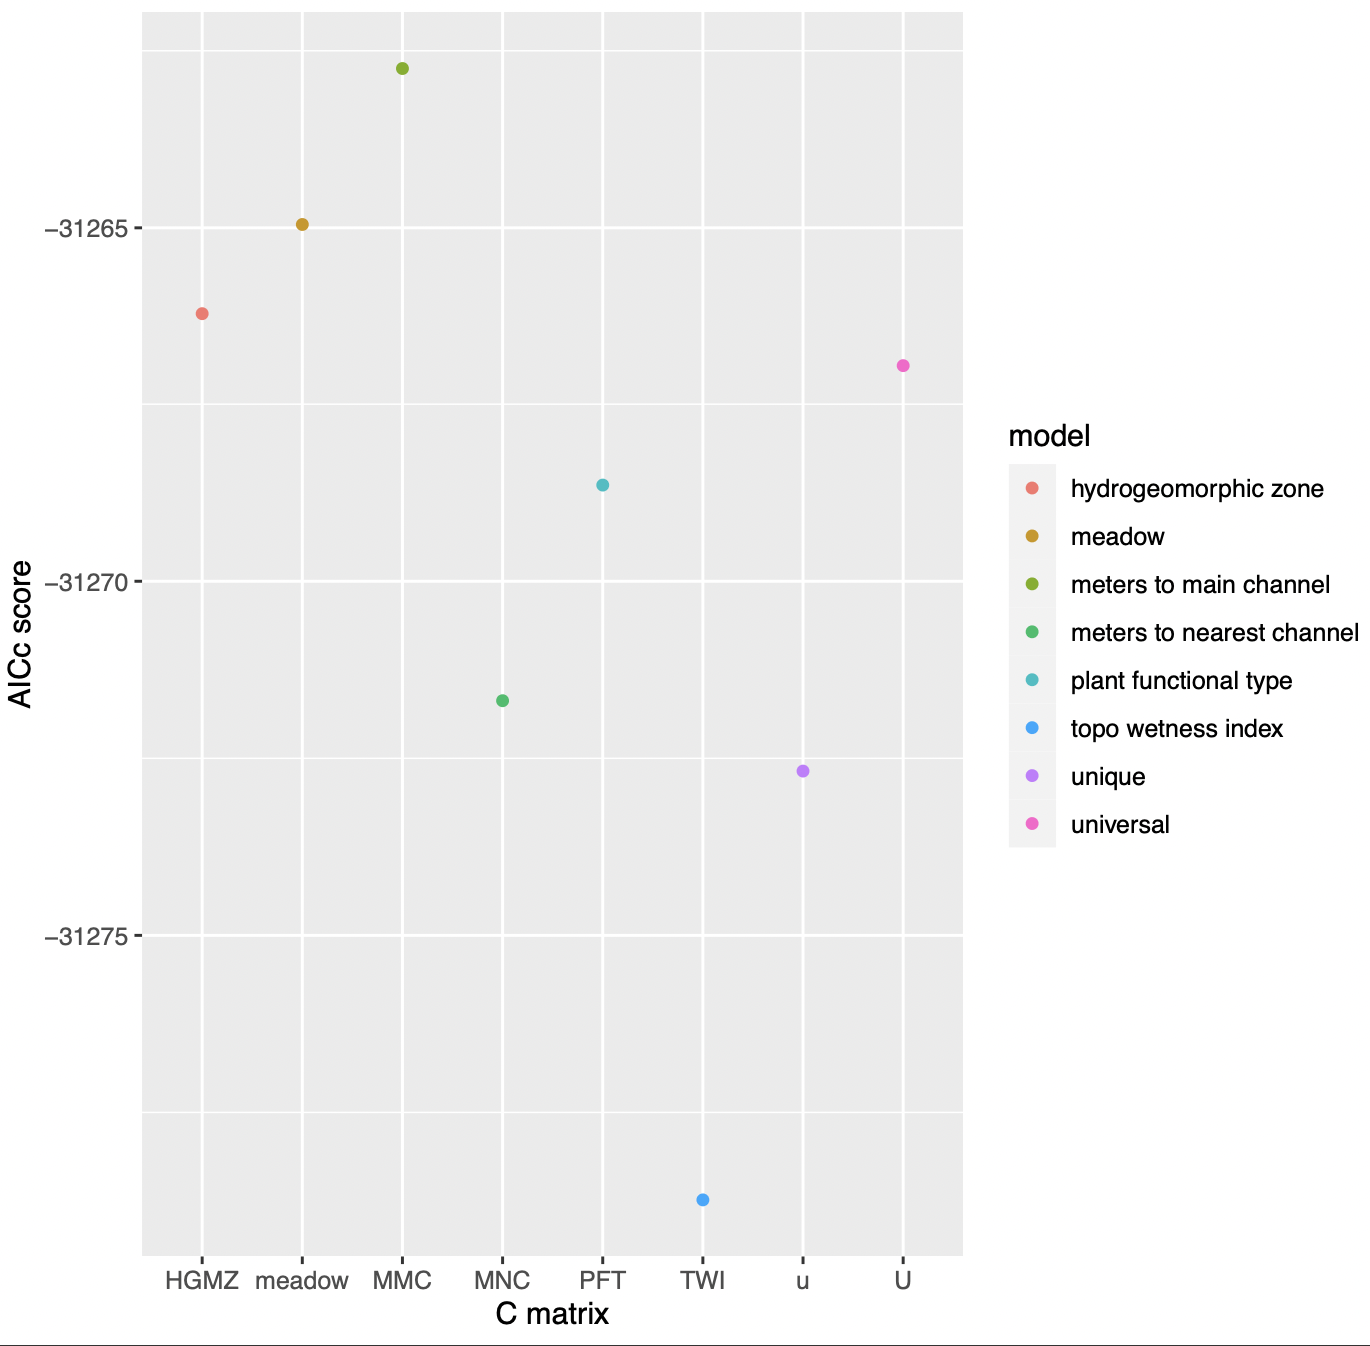 −31265
−31270
−31275
AICc score
HGMZ meadow MMC MNC PFT TWI u U
C matrix
model
hydrogeomorphic zone
meadow
meters to main channel
meters to nearest channel
plant functional type
topo wetness index
unique
universal